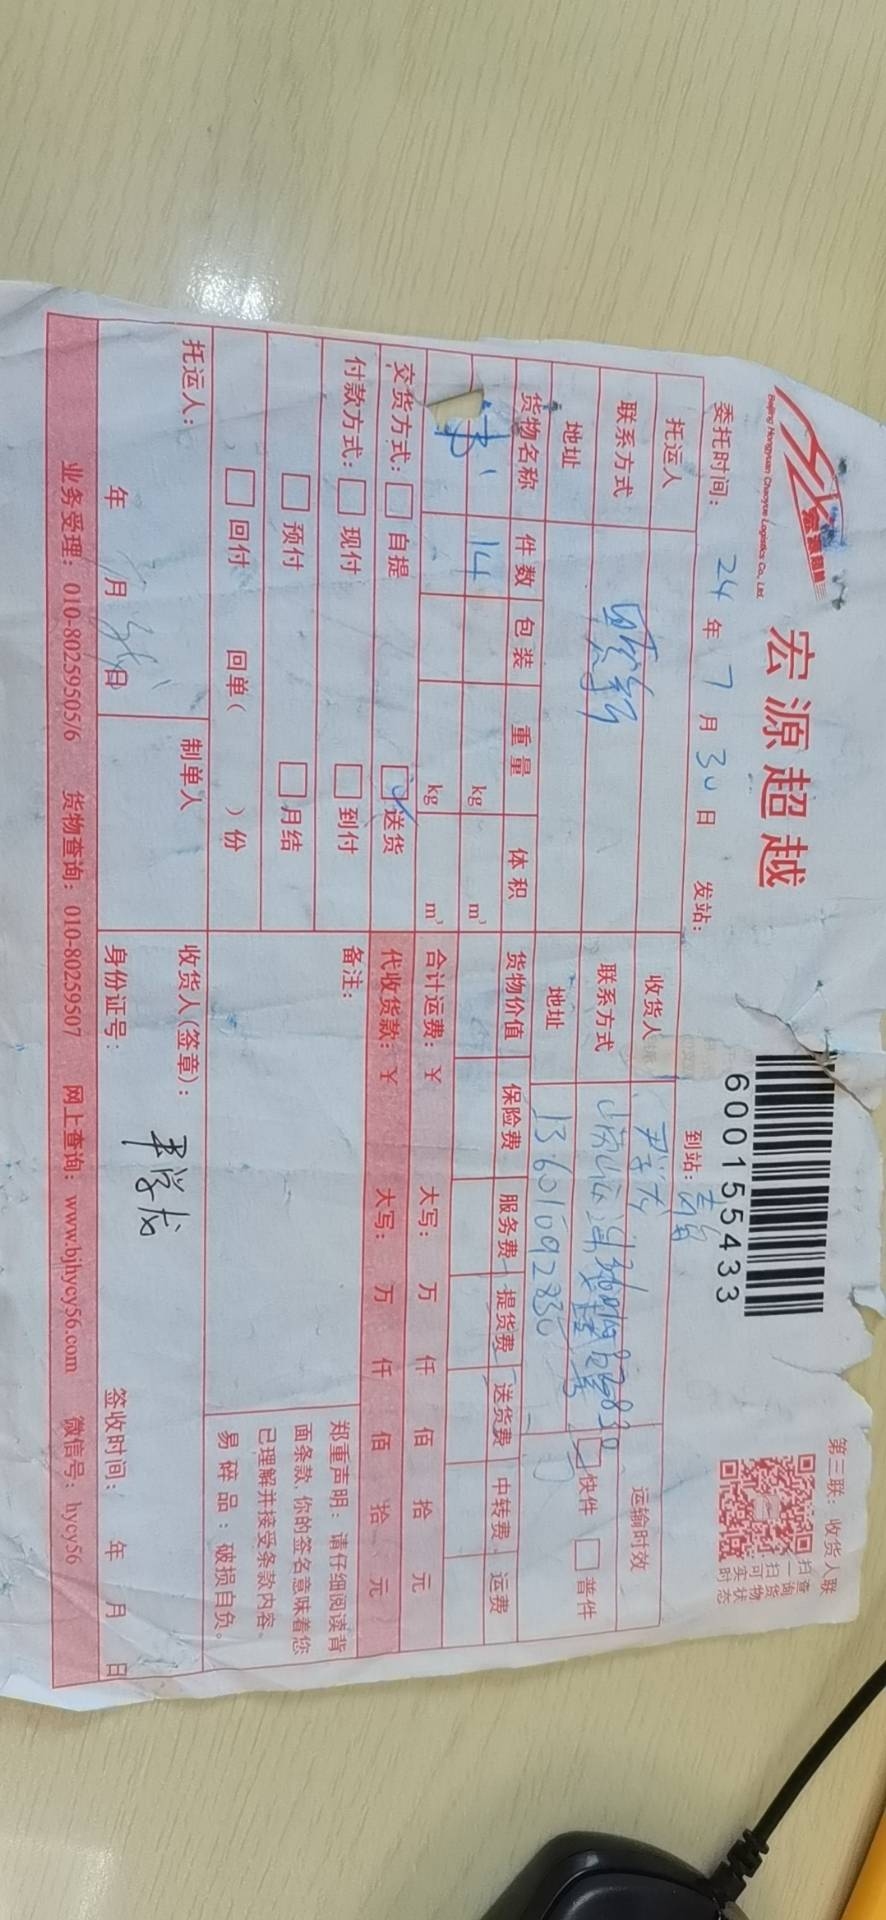 第三联：收货人联
宏源超越
Beijing Hongyuan Chaoyue Logistics Co., Ltd.
扫一扫可实时
查询货物状态
600155433
委托时间： 24 年 7 月 30 日 发站： 到站：
托运人 收货人 尹学龙 运输时效
联系方式 联系方式 快件 普件
地址 地址 13601092830
货物名称 件数 包装 重量 体积 货物价值 保险费 服务费 提货费 送货费 中转费 运费
书 14 kg m³
kg m³ 合计运费：￥ 大写： 万 仟 佰 拾 元
交货方式： 自提 送货 代收货款：￥ 大写： 万 仟 佰 拾 元
付款方式： 现付 到付 备注：
预付 月结
回付 回单（ ）份
郑重声明：请仔细阅读背
面条款,你的签名意味着您
已理解并接受条款内容。
易碎品：破损自负。
托运人： 制单人 收货人(签章)： 尹学龙
年 月 日 身份证号： 签收时间： 年 月 日
业务受理：010-80259505/6 货物查询：010-80259507 网上查询：www.bjhycy56.com 微信号：hycy56